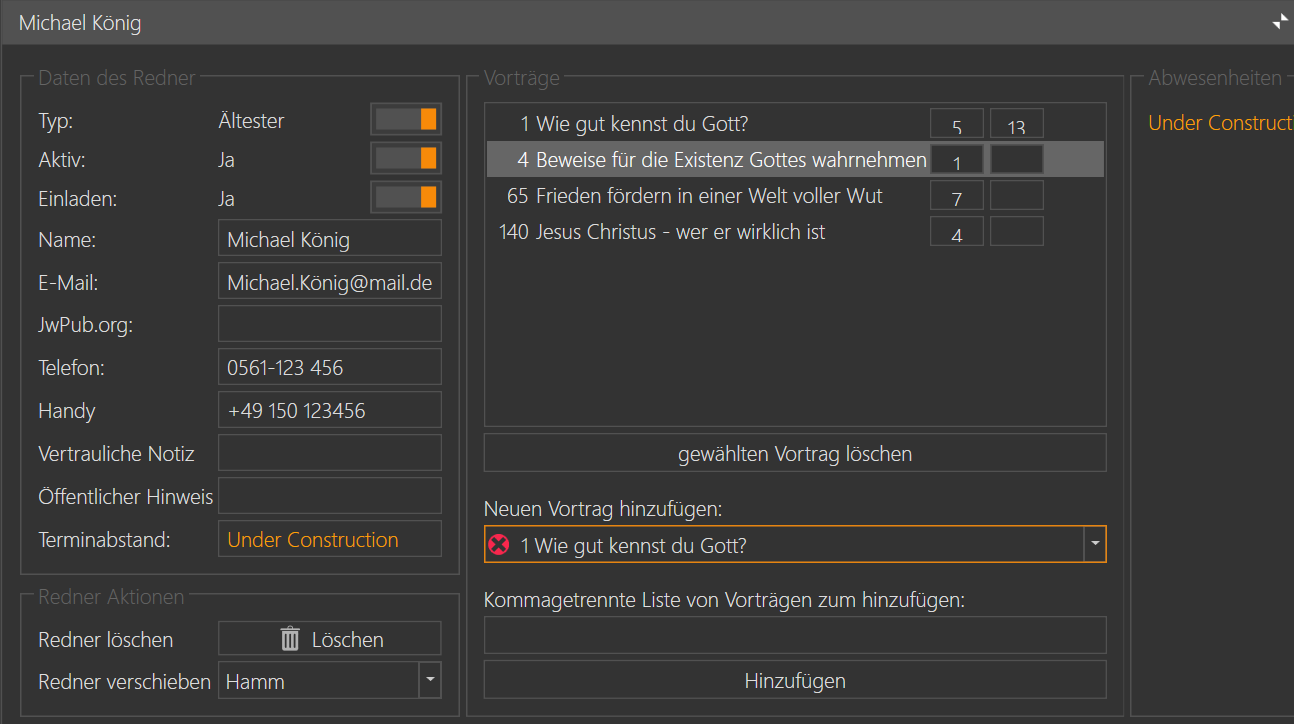 Michael König
Daten des Redner
Typ: Ältester
Aktiv: Ja
Einladen: Ja
Name: Michael König
E-Mail: Michael.König@mail.de
JwPub.org:
Telefon: 0561-123 456
Handy +49 150 123456
Vertrauliche Notiz
Öffentlicher Hinweis
Terminabstand: Under Construction
Redner Aktionen
Redner löschen Löschen
Redner verschieben Hamm
Vorträge
1 Wie gut kennst du Gott? 5 13
4 Beweise für die Existenz Gottes wahrnehmen 1
65 Frieden fördern in einer Welt voller Wut 7
140 Jesus Christus - wer er wirklich ist 4
gewählten Vortrag löschen
Neuen Vortrag hinzufügen:
1 Wie gut kennst du Gott?
Kommagetrennte Liste von Vorträgen zum hinzufügen:
Hinzufügen
Abwesenheiten
Under Constructi